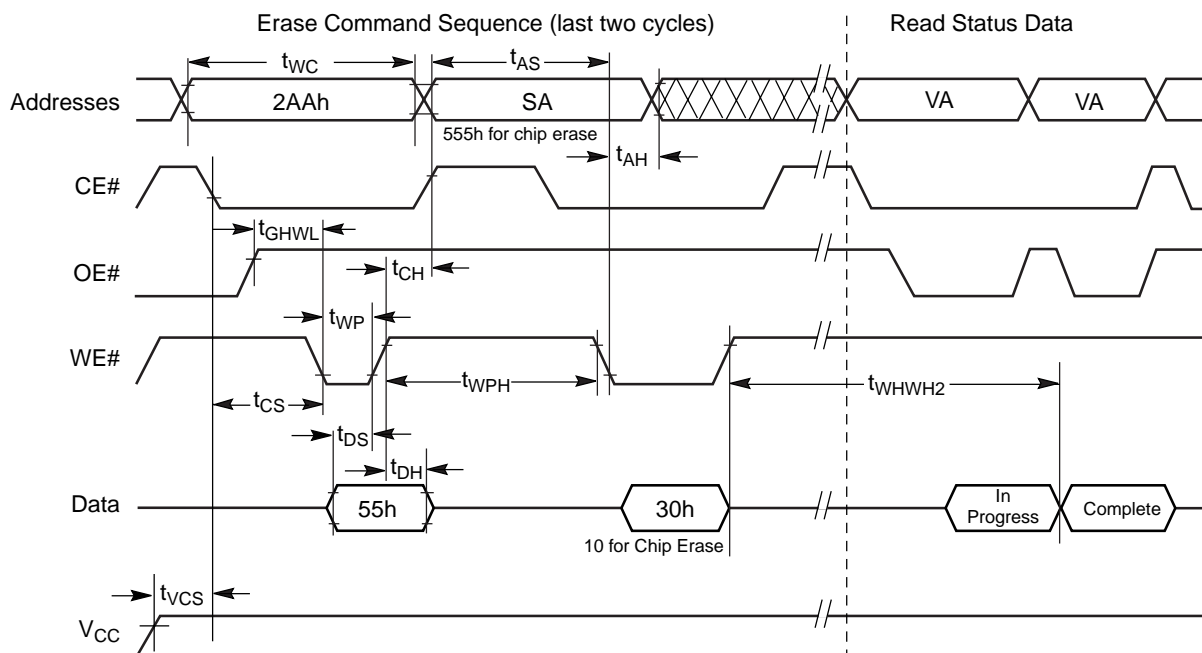 Erase Command Sequence (last two cycles)
Read Status Data
tWC
tAS
Addresses
2AAh
SA
VA
VA
555h for chip erase
tAH
CE#
tGHWL
OE#
tCH
tWP
WE#
tWPH
tWHWH2
tCS
tDS
tDH
Data
55h
30h
In
Progress
Complete
10 for Chip Erase
tVCS
VCC